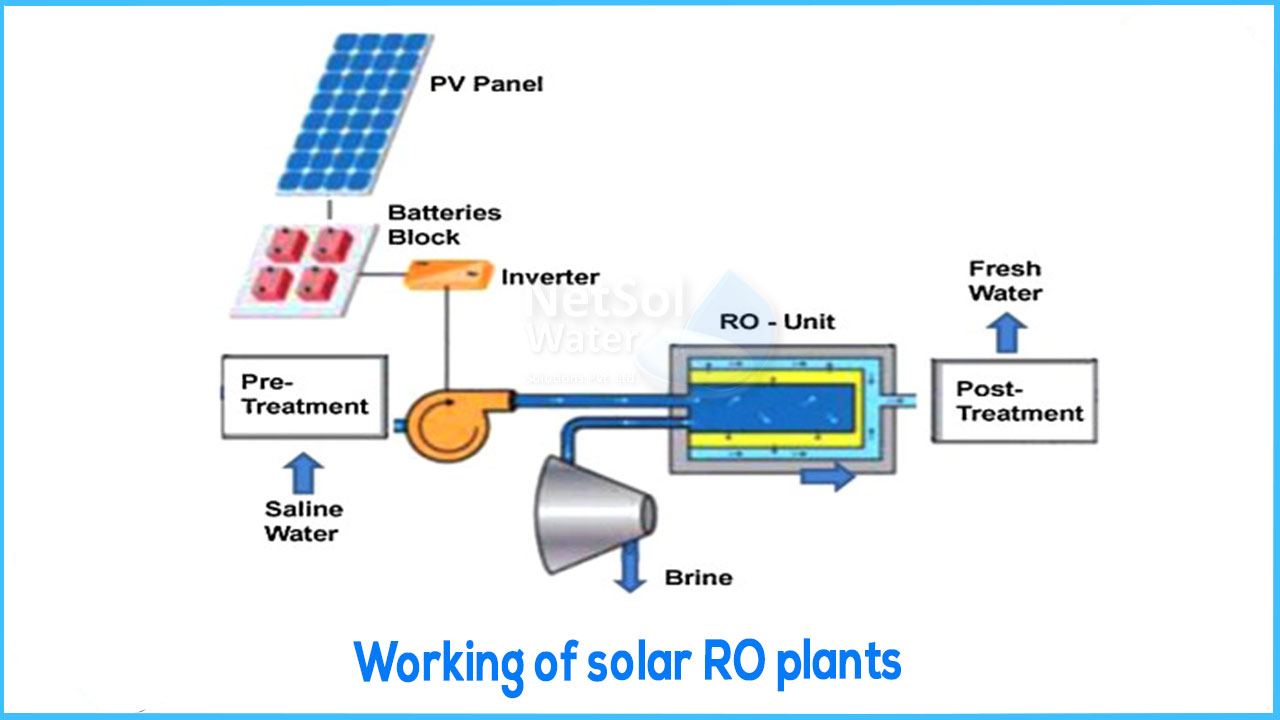 PV Panel
Batteries
Block
Inverter
NetSol
Water
Solutions Pvt. Ltd.
RO - Unit
Fresh
Water
Pre-
Treatment
Post-
Treatment
Saline
Water
Brine
Working of solar RO plants